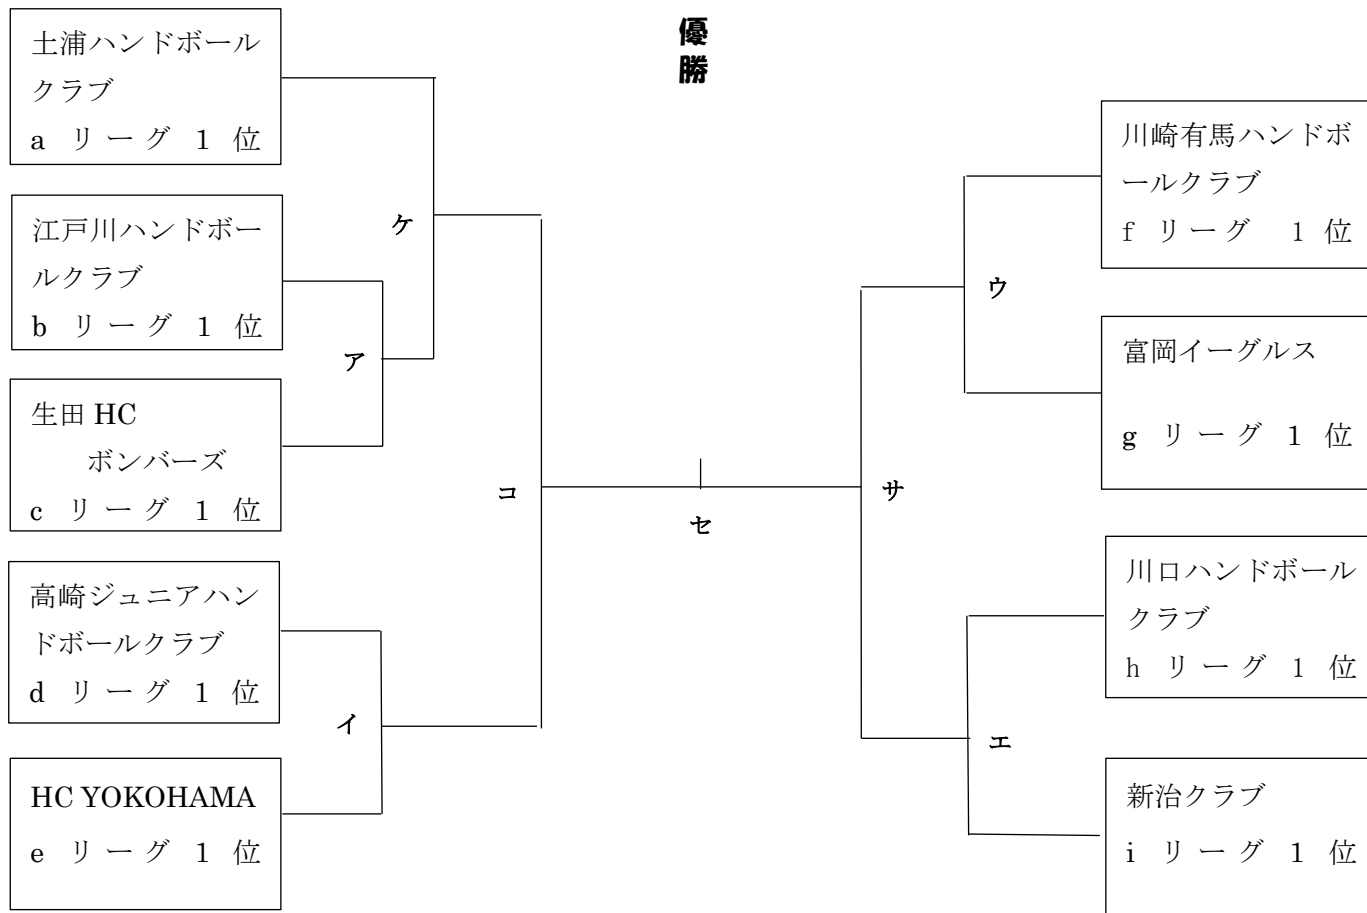 優
勝
土浦ハンドボール
クラブ
a リーグ 1 位
江戸川ハンドボー
ルクラブ
b リーグ 1 位
生田 HC
ボンバーズ
c リーグ 1 位
高崎ジュニアハン
ドボールクラブ
d リーグ 1 位
HC YOKOHAMA
e リーグ 1 位
ケ
ア
イ
コ
セ
サ
ウ
エ
川崎有馬ハンドボ
ールクラブ
f リーグ 1 位
富岡イーグルス
g リーグ 1 位
川口ハンドボール
クラブ
h リーグ 1 位
新治クラブ
i リーグ 1 位